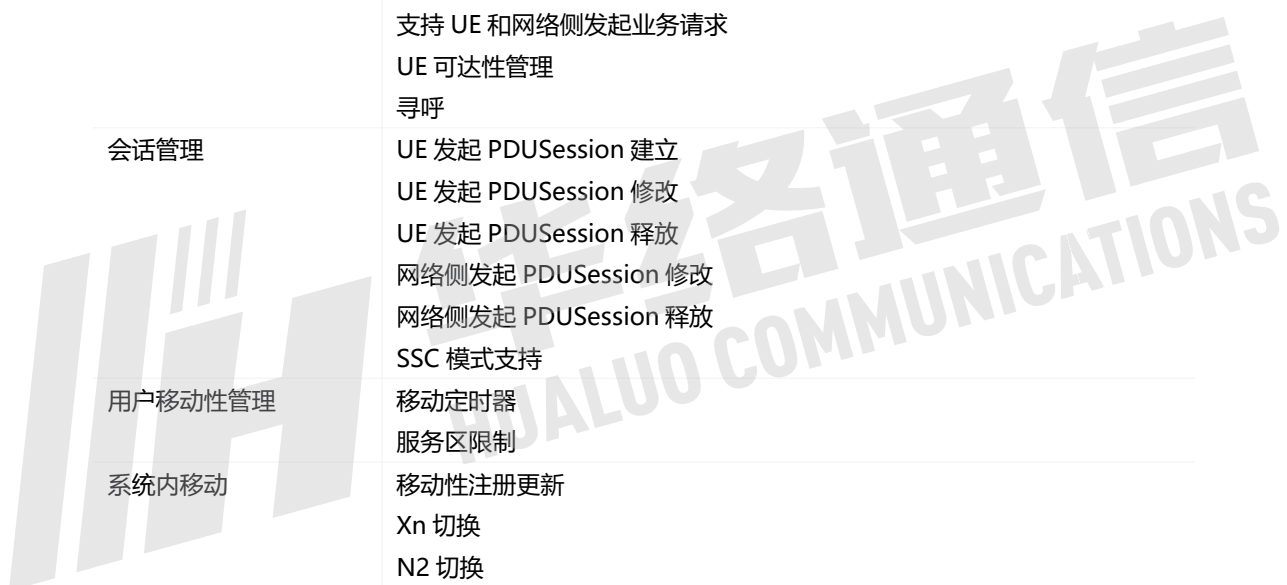 支持 UE 和网络侧发起业务请求
UE 可达性管理
寻呼
会话管理 UE 发起 PDUSession 建立
UE 发起 PDUSession 修改
UE 发起 PDUSession 释放
网络侧发起 PDUSession 修改
网络侧发起 PDUSession 释放
SSC 模式支持
用户移动性管理 移动定时器
服务区限制
系统内移动 移动性注册更新
Xn 切换
N2 切换
华络通信
HUALUO COMMUNICATIONS